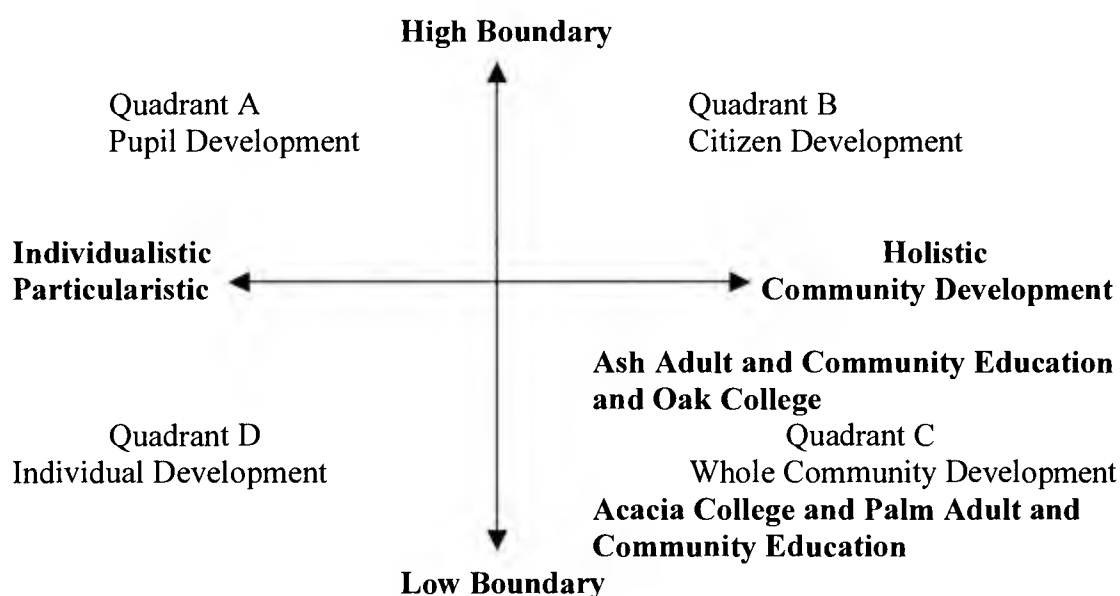 High Boundary
Quadrant A
Pupil Development
Quadrant B
Citizen Development
Individualistic
Particularistic
Holistic
Community Development
Ash Adult and Community Education
and Oak College
Quadrant D
Individual Development
Quadrant C
Whole Community Development
Acacia College and Palm Adult and
Community Education
Low Boundary